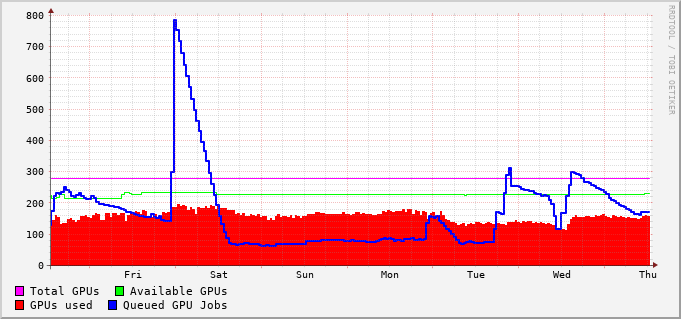 800
700
600
500
400
300
200
100
0
Fri Sat Sun Mon Tue Wed Thu
Total GPUs Available GPUs
GPUs used Queued GPU Jobs
RRDTOOL / TOBI OETIKER